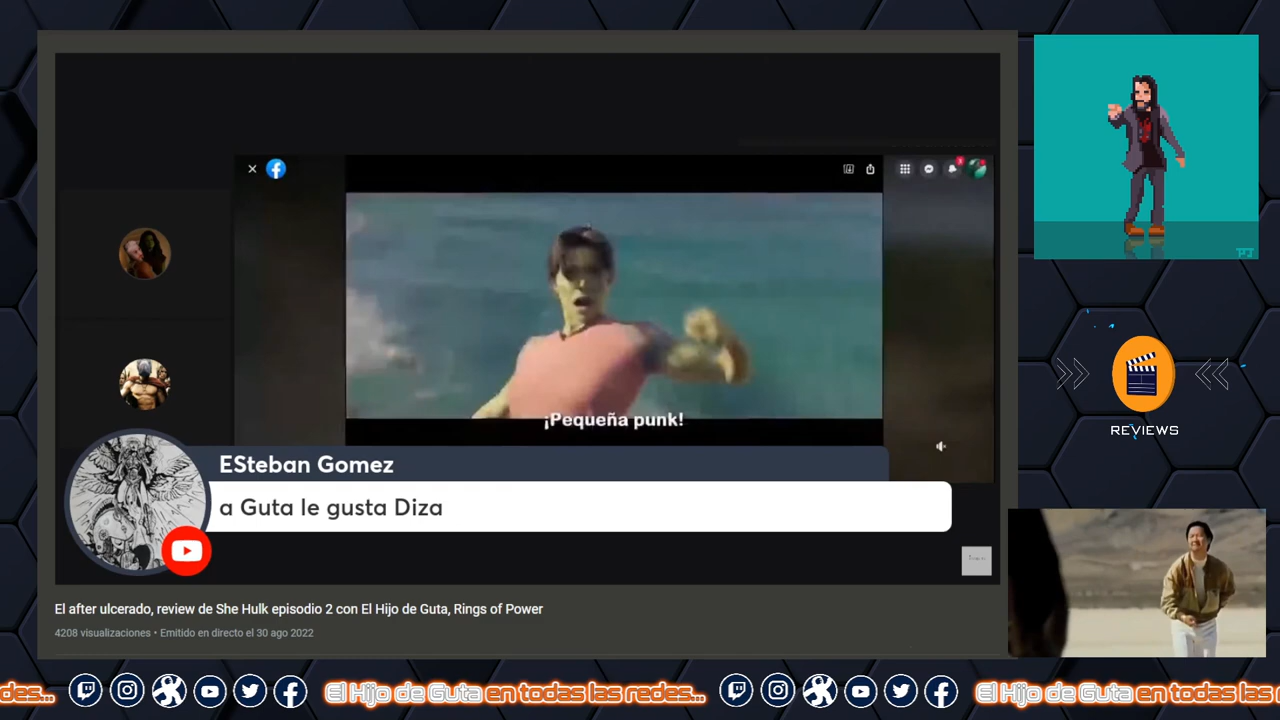 ¡Pequeña punk!
ESteban Gomez
a Guta le gusta Diza
El after ulcerado, review de She Hulk episodio 2 con El Hijo de Guta, Rings of Power
4208 visualizaciones • Emitido en directo el 30 ago 2022
REVIEWS
des... El Hijo de Guta en todas las redes... El Hijo de Guta en todas las r